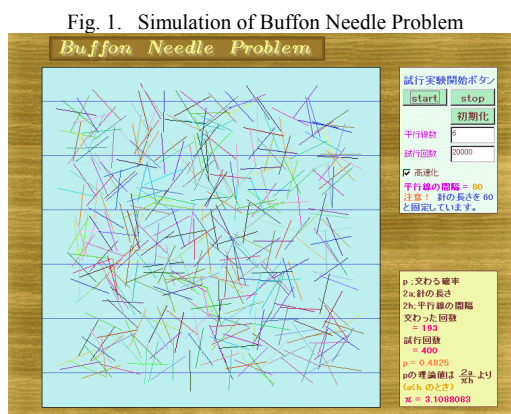 Fig. 1. Simulation of Buffon Needle Problem
Buffon Needle Problem
試行実験開始ボタン
start stop
初期化
平行線数 6
試行回数 20000
高速化
平行線の間隔 = 80
注意！ 針の長さを 60
と固定しています。
p :交わる確率
2a:針の長さ
2h:平行線の間隔
交わった回数
= 193
試行回数
= 400
p = 0.4825
pの理論値は 2a/πh より
(a<h のとき)
π = 3.1088083